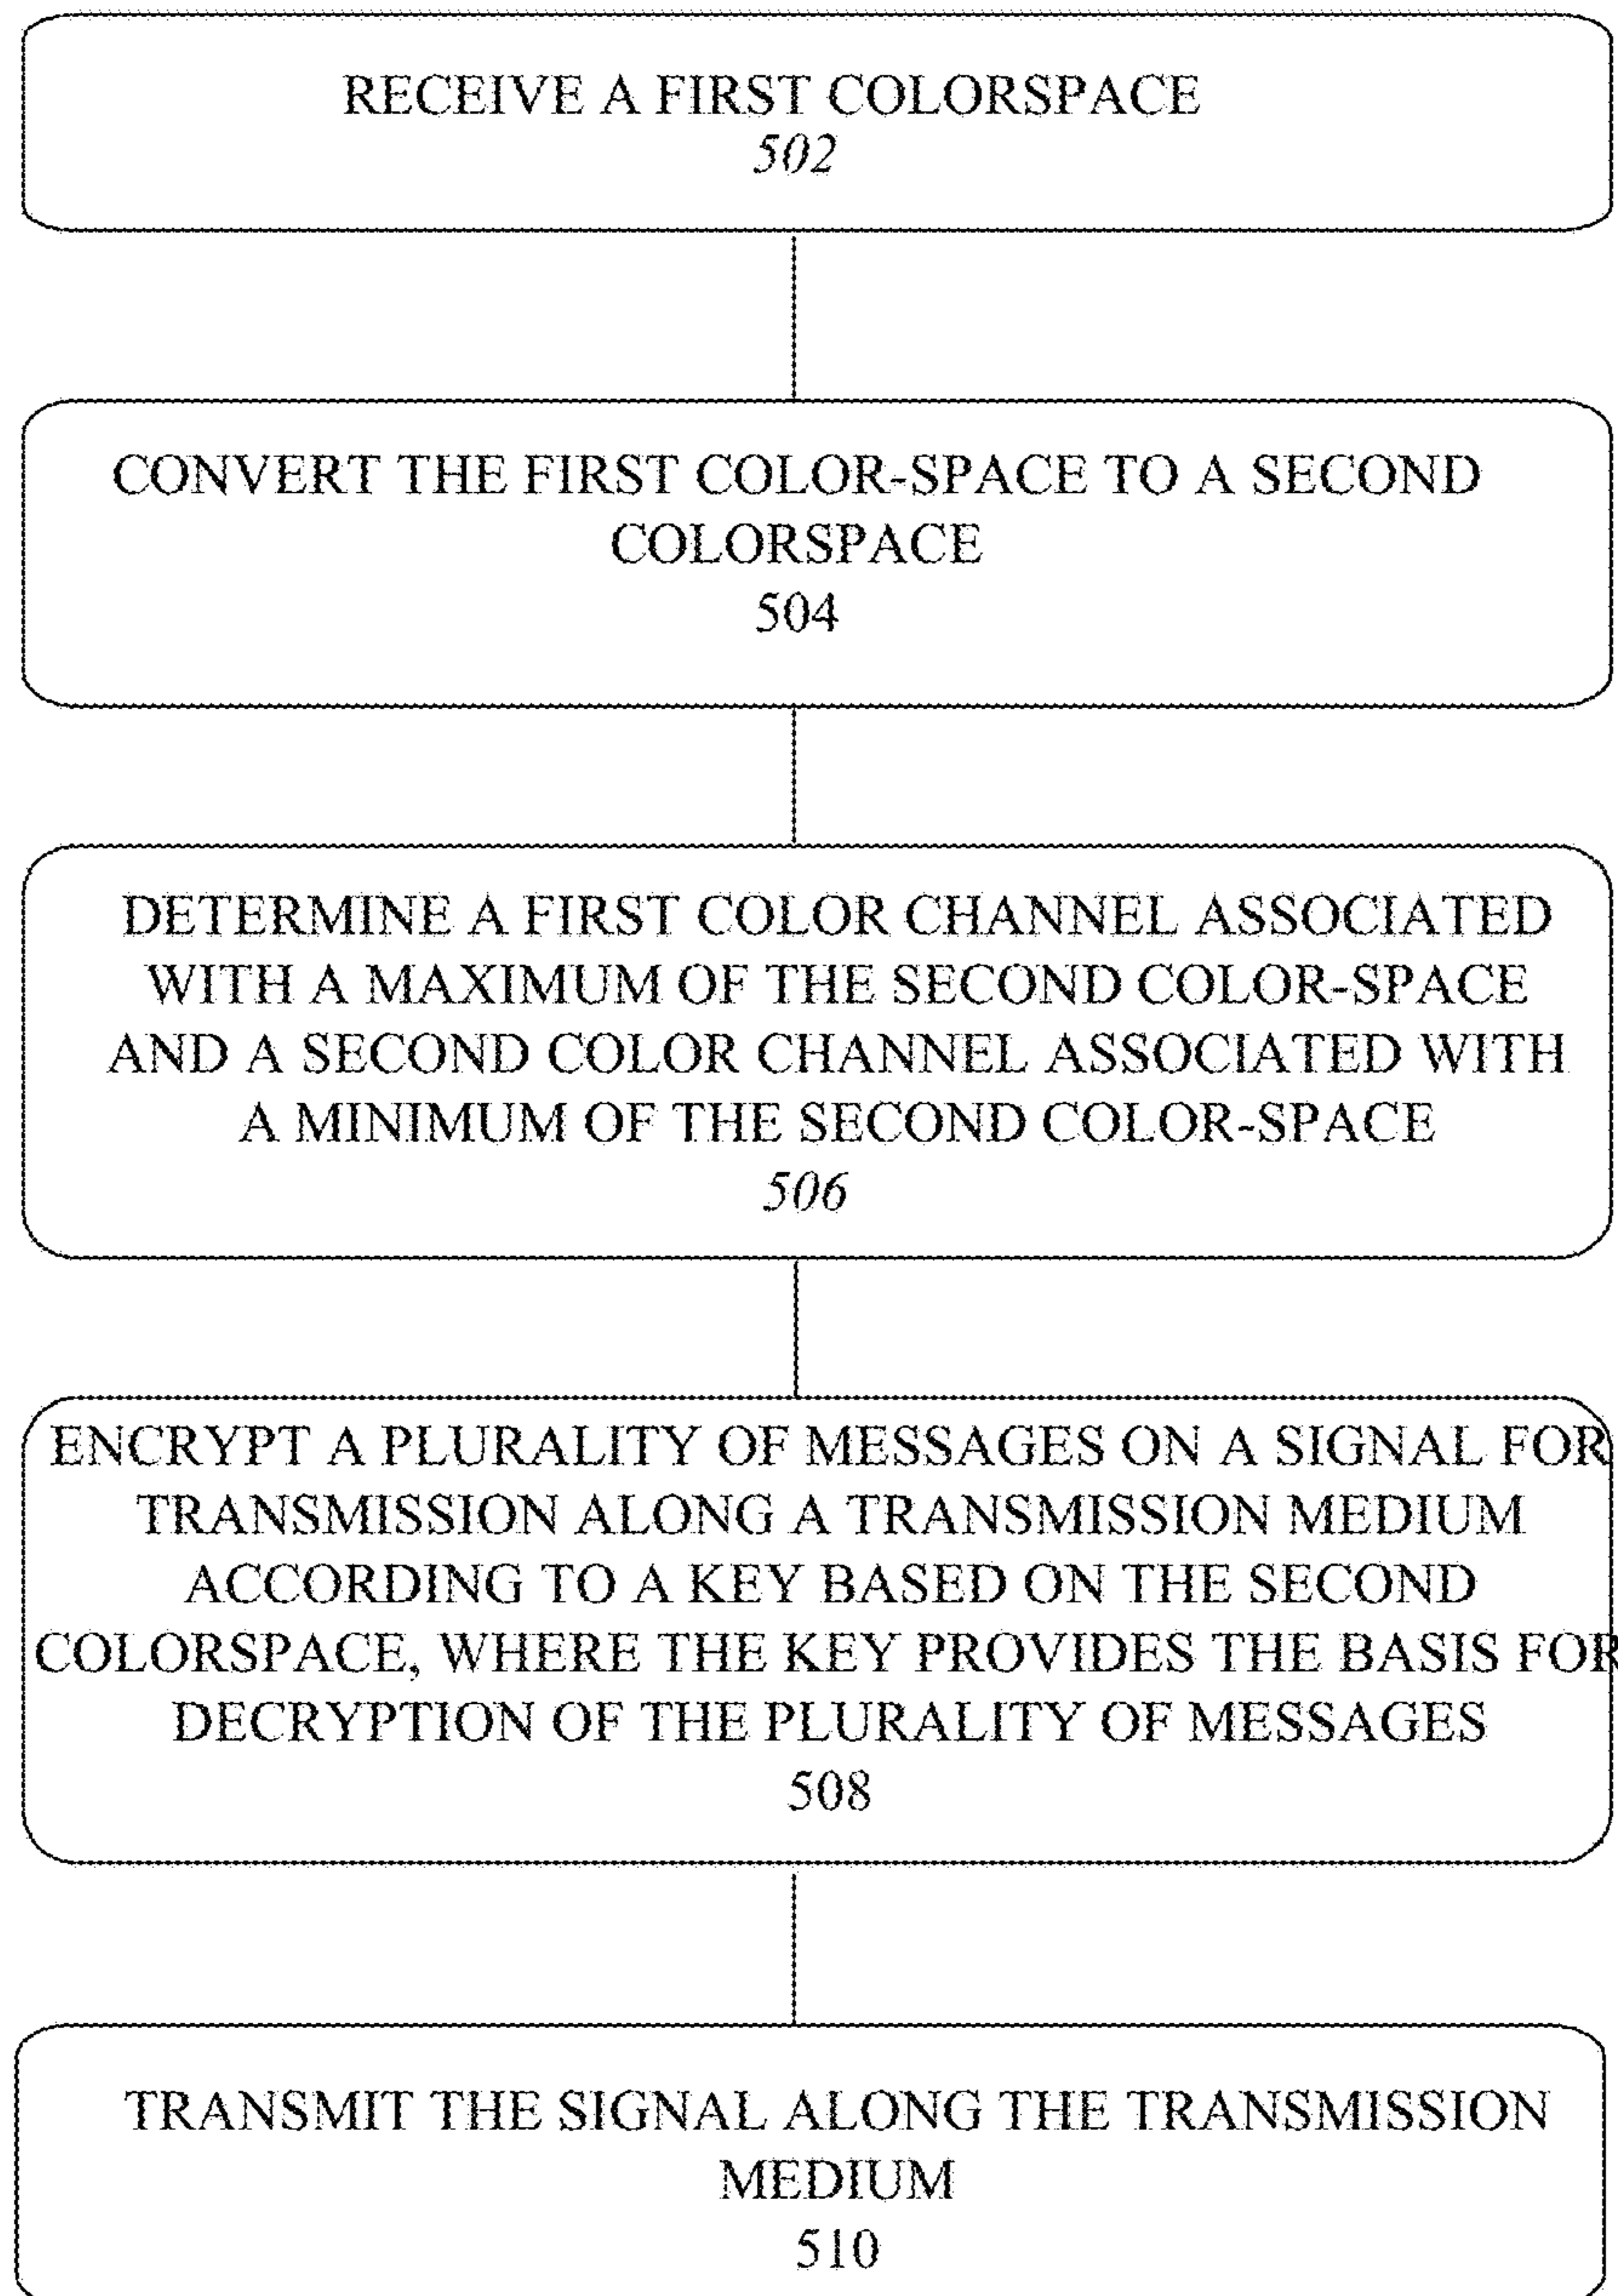 RECEIVE A FIRST COLORSPACE
502
CONVERT THE FIRST COLOR-SPACE TO A SECOND
COLORSPACE
504
DETERMINE A FIRST COLOR CHANNEL ASSOCIATED
WITH A MAXIMUM OF THE SECOND COLOR-SPACE
AND A SECOND COLOR CHANNEL ASSOCIATED WITH
A MINIMUM OF THE SECOND COLOR-SPACE
506
ENCRYPT A PLURALITY OF MESSAGES ON A SIGNAL FOR
TRANSMISSION ALONG A TRANSMISSION MEDIUM
ACCORDING TO A KEY BASED ON THE SECOND
COLORSPACE, WHERE THE KEY PROVIDES THE BASIS FOR
DECRYPTION OF THE PLURALITY OF MESSAGES
508
TRANSMIT THE SIGNAL ALONG THE TRANSMISSION
MEDIUM
510